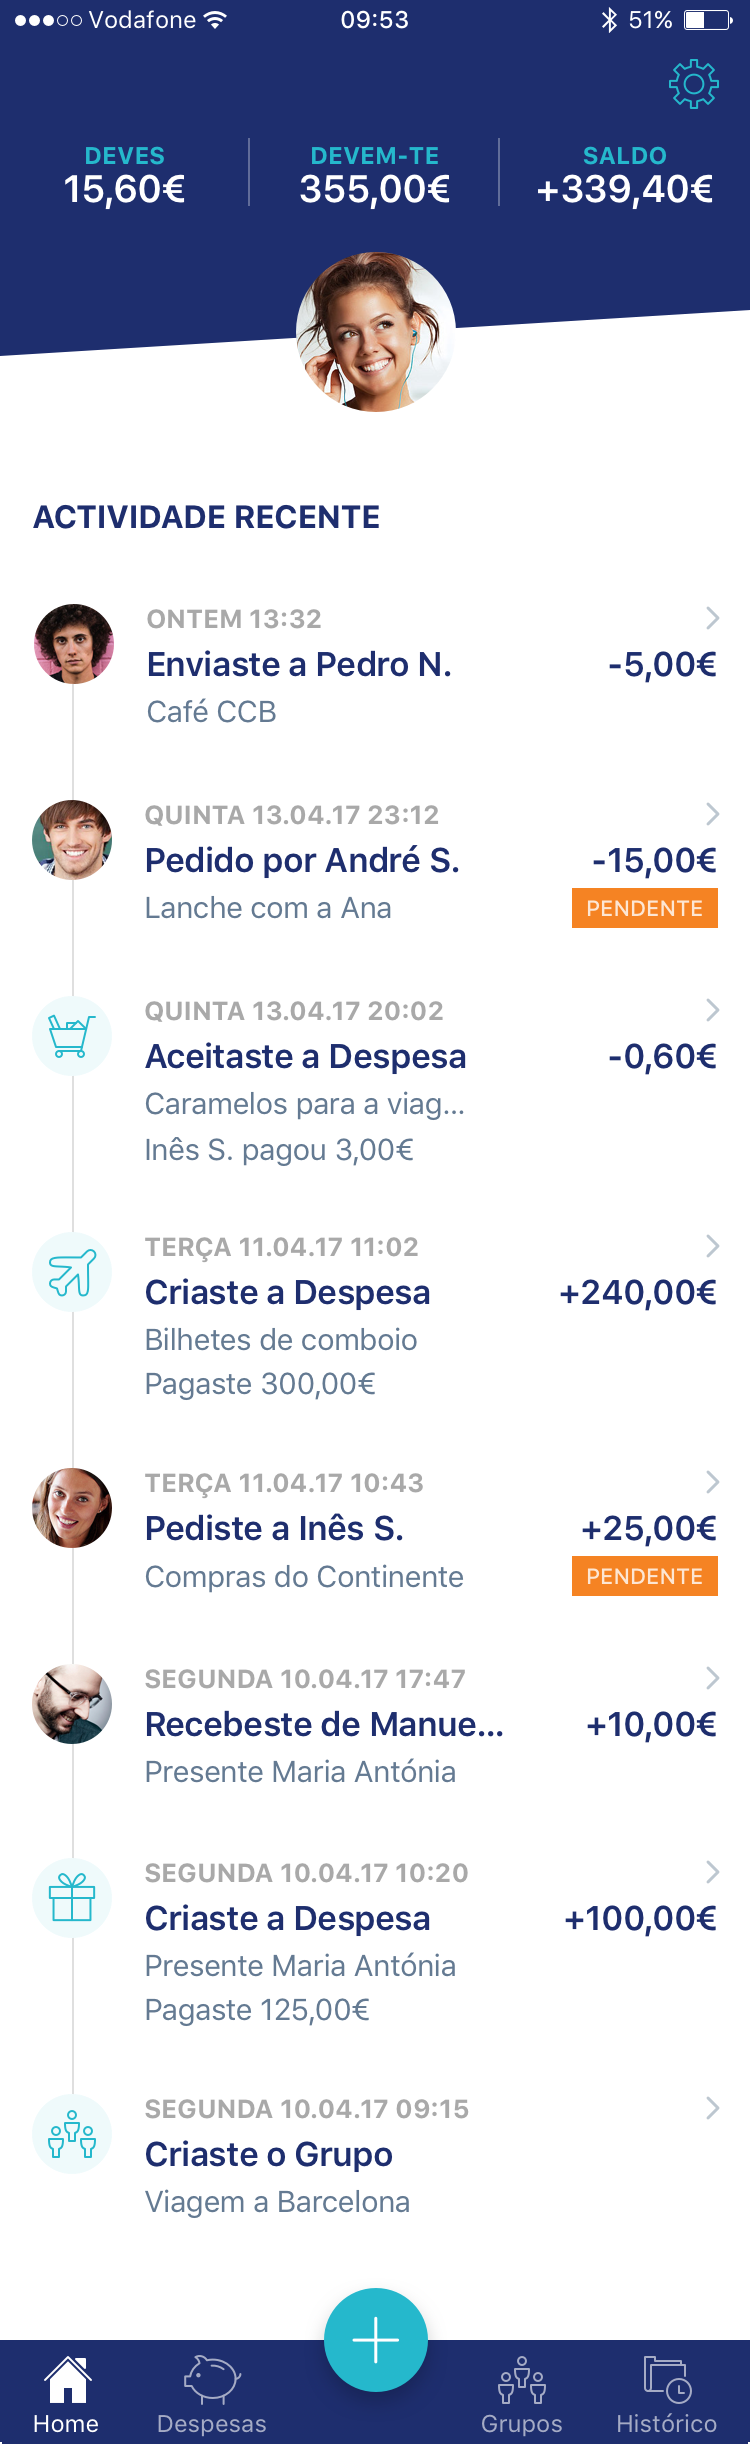 Vodafone 09:53 51%
DEVES DEVEM-TE SALDO
15,60€ 355,00€ +339,40€
ACTIVIDADE RECENTE
ONTEM 13:32
Enviaste a Pedro N. -5,00€
Café CCB
QUINTA 13.04.17 23:12
Pedido por André S. -15,00€
Lanche com a Ana PENDENTE
QUINTA 13.04.17 20:02
Aceitaste a Despesa -0,60€
Caramelos para a viag...
Inês S. pagou 3,00€
TERÇA 11.04.17 11:02
Criaste a Despesa +240,00€
Bilhetes de comboio
Pagaste 300,00€
TERÇA 11.04.17 10:43
Pediste a Inês S. +25,00€
Compras do Continente PENDENTE
SEGUNDA 10.04.17 17:47
Recebeste de Manue... +10,00€
Presente Maria Antónia
SEGUNDA 10.04.17 10:20
Criaste a Despesa +100,00€
Presente Maria Antónia
Pagaste 125,00€
SEGUNDA 10.04.17 09:15
Criaste o Grupo
Viagem a Barcelona
Home Despesas Grupos Histórico